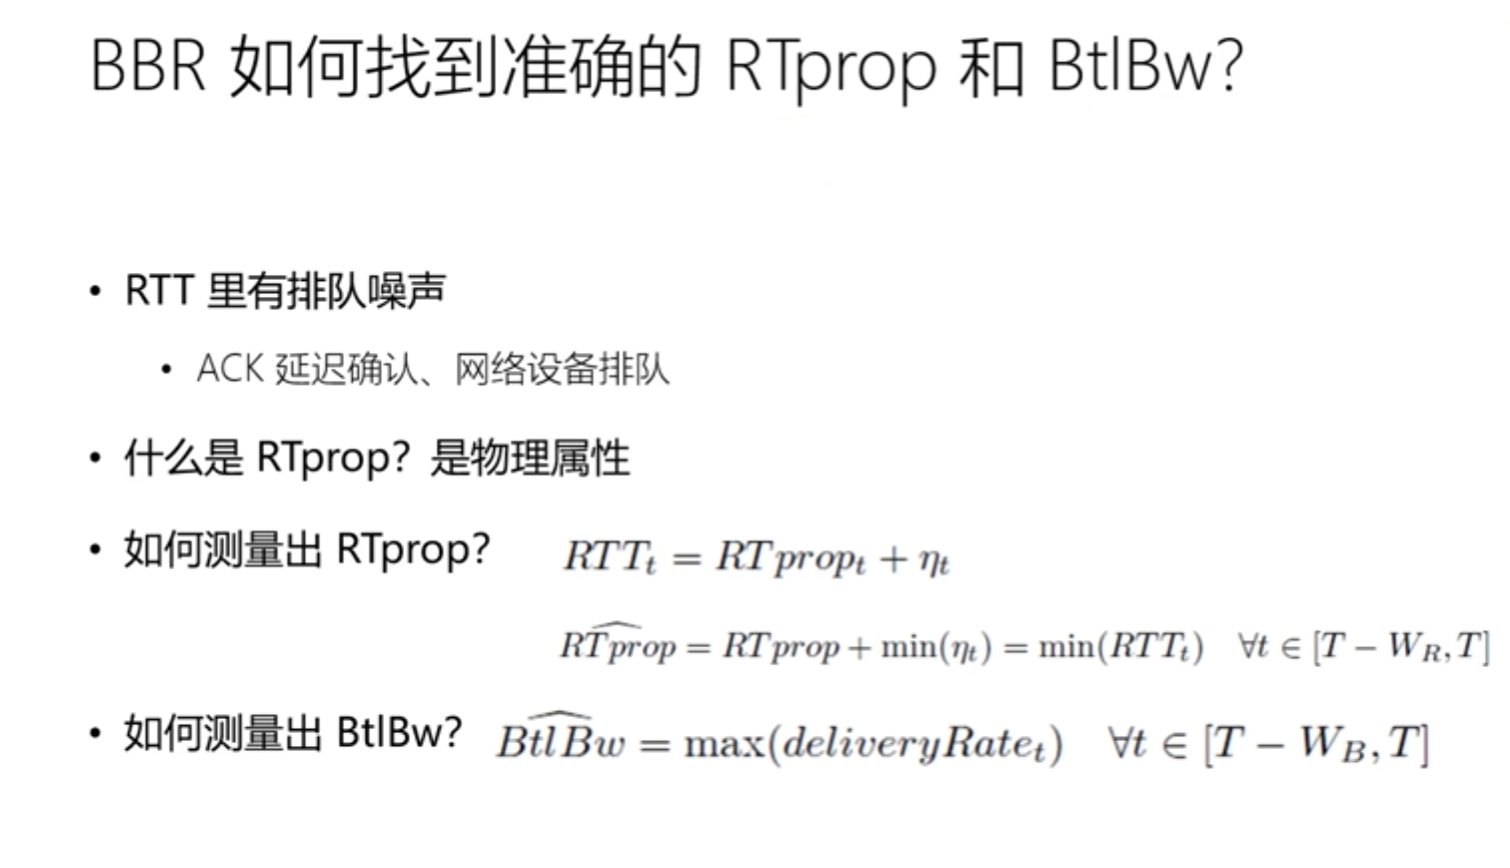 BBR 如何找到准确的 RTprop 和 BtlBw?
• RTT 里有排队噪声
• ACK 延迟确认、网络设备排队
• 什么是 RTprop? 是物理属性
• 如何测量出 RTprop? $RTT_t = RTprop_t + \eta_t$
$\widehat{RTprop} = RTprop + \min(\eta_t) = \min(RTT_t) \quad \forall t \in [T - W_R, T]$
• 如何测量出 BtlBw? $\widehat{BtlBw} = \max(deliveryRate_t) \quad \forall t \in [T - W_B, T]$